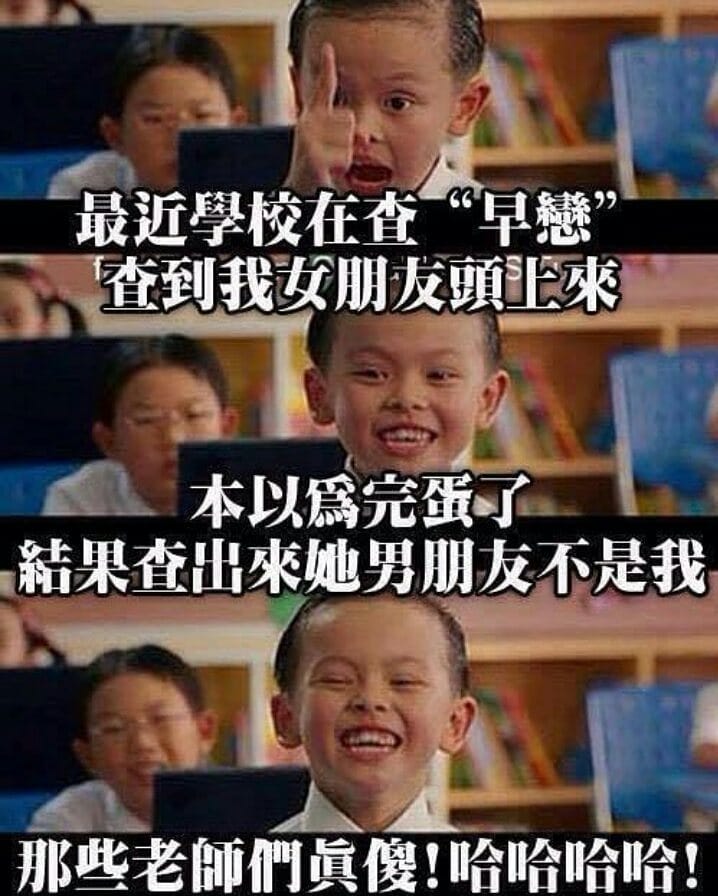 最近學校在查“早戀”
查到我女朋友頭上來
本以爲完蛋了
結果查出來她男朋友不是我
那些老師們真傻!哈哈哈哈!